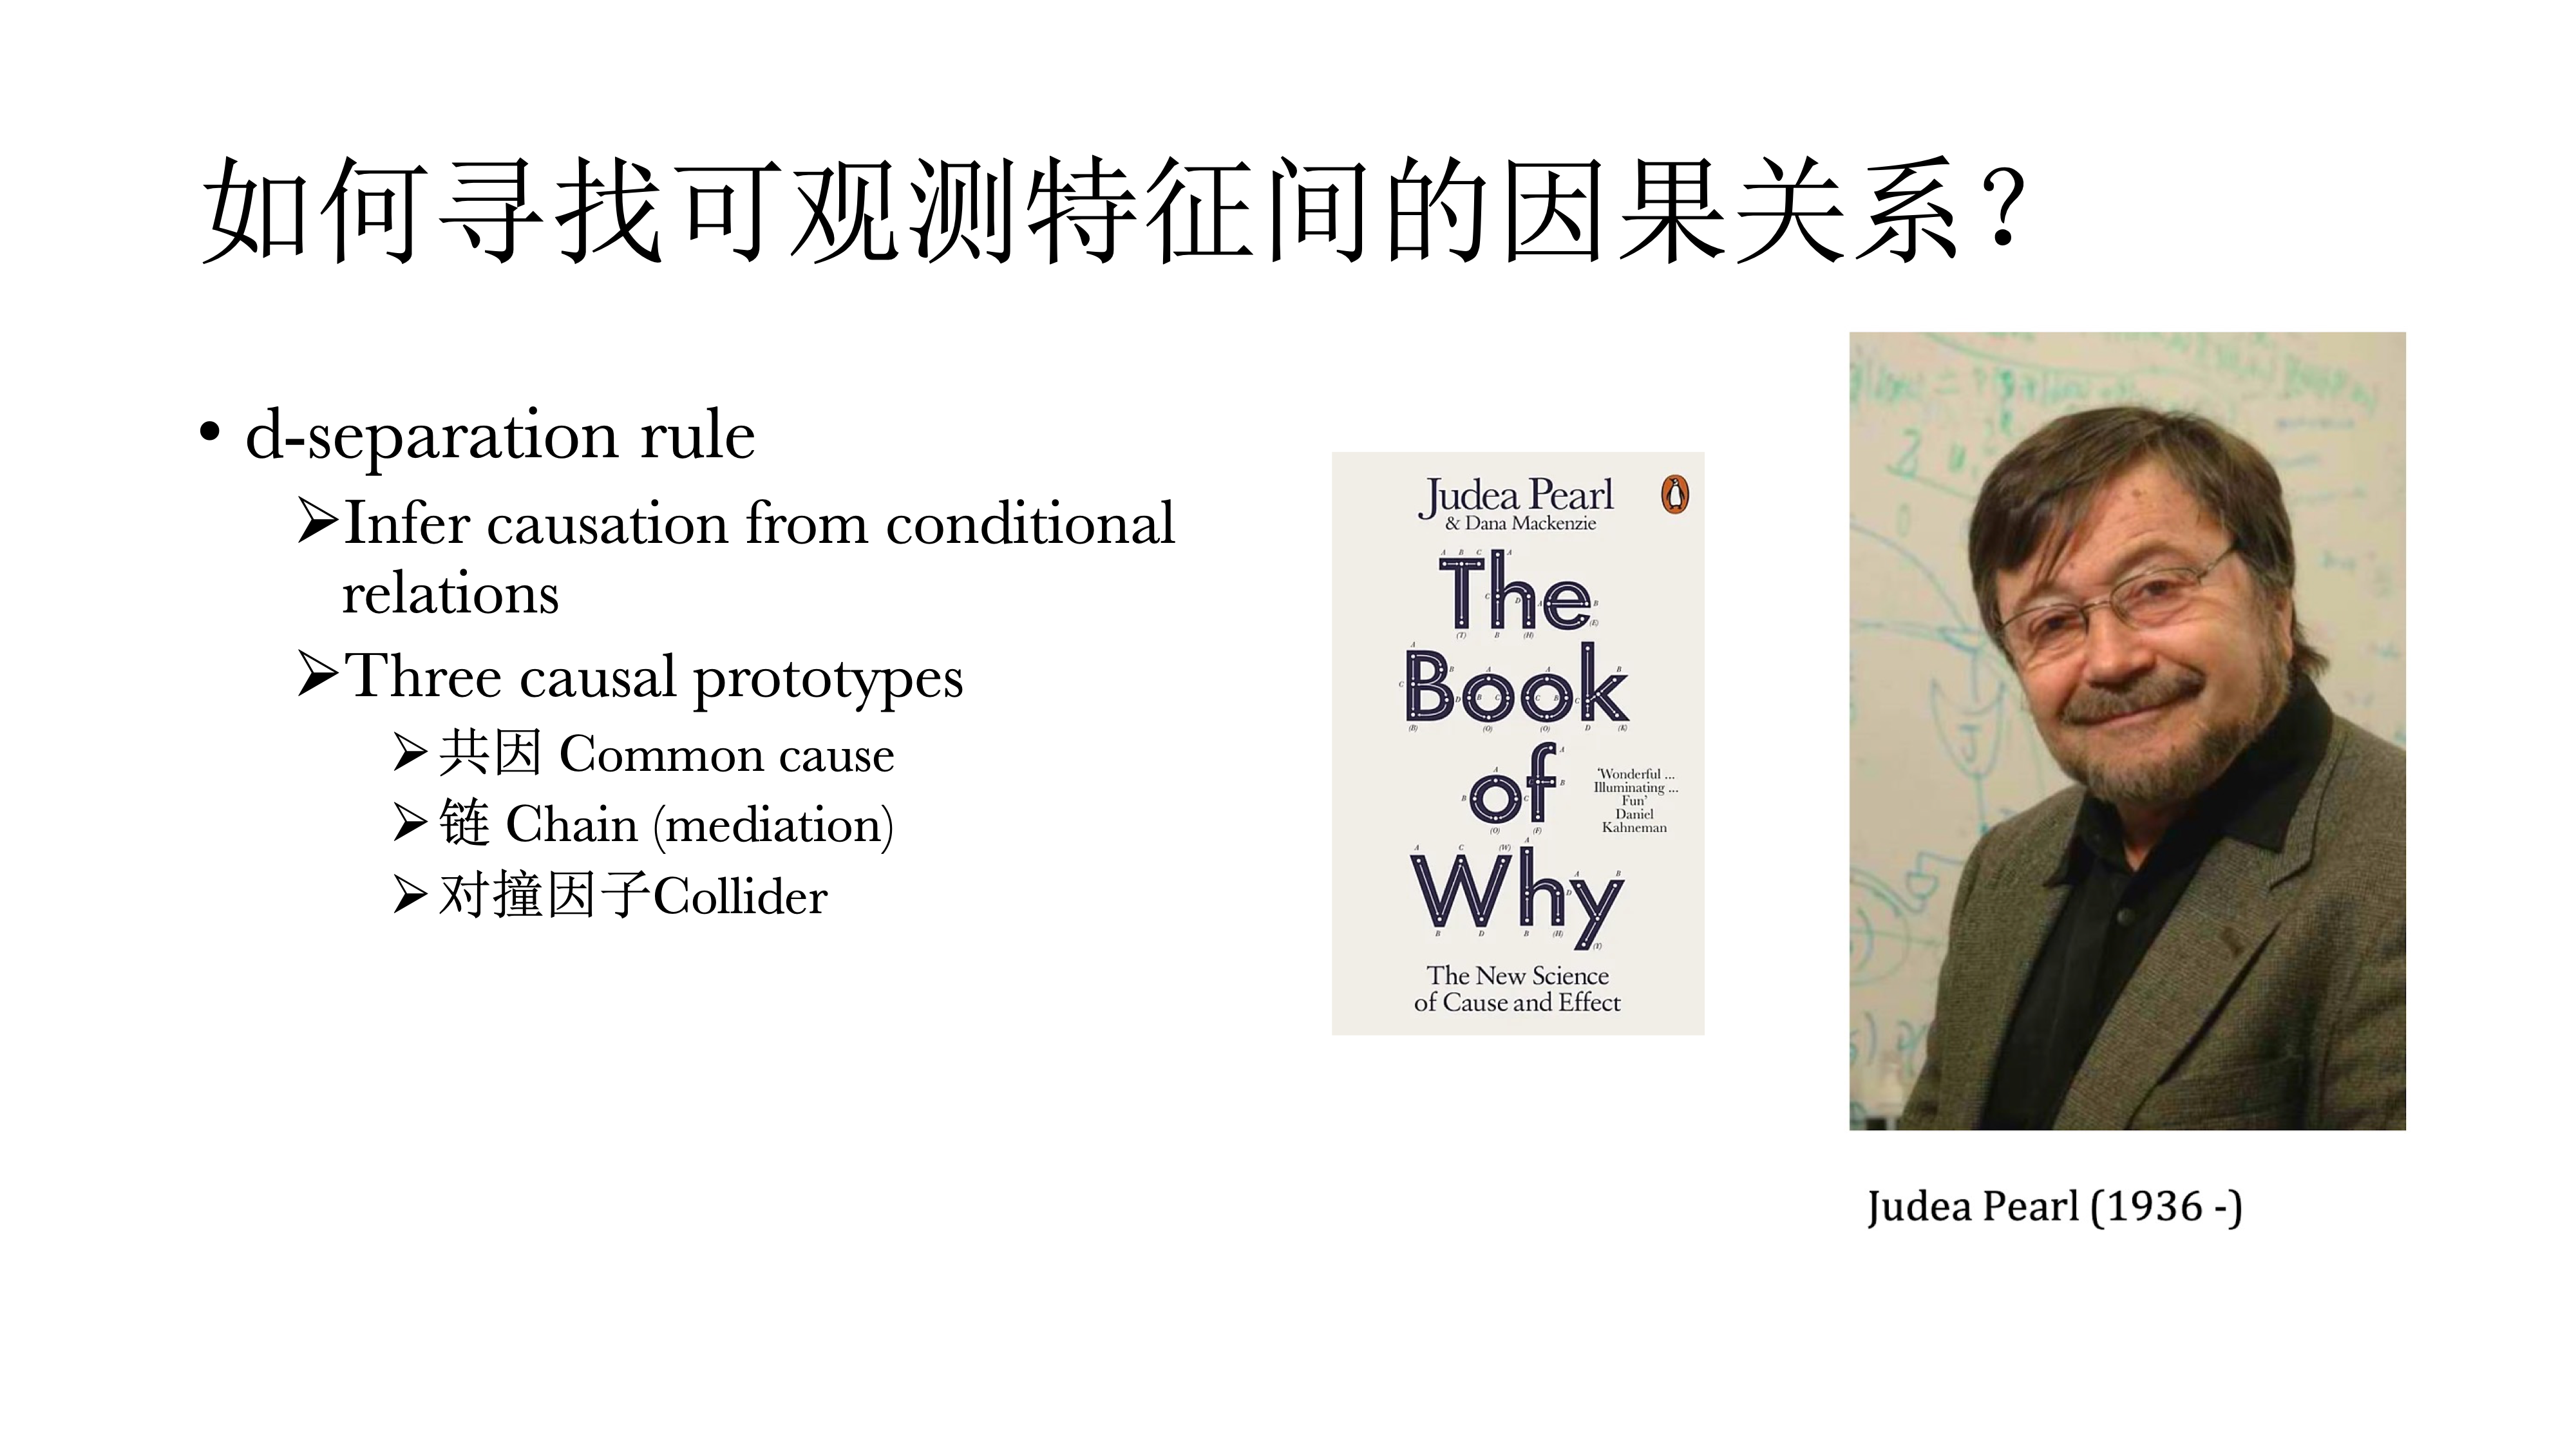 如何寻找可观测特征间的因果关系？
• d-separation rule
➢Infer causation from conditional
relations
➢Three causal prototypes
➢共因 Common cause
➢链 Chain (mediation)
➢对撞因子Collider
Judea Pearl
& Dana Mackenzie
The
Book
of
Why
‘Wonderful ...
Illuminating ...
Fun’
Daniel
Kahneman
The New Science
of Cause and Effect
Judea Pearl (1936 -)